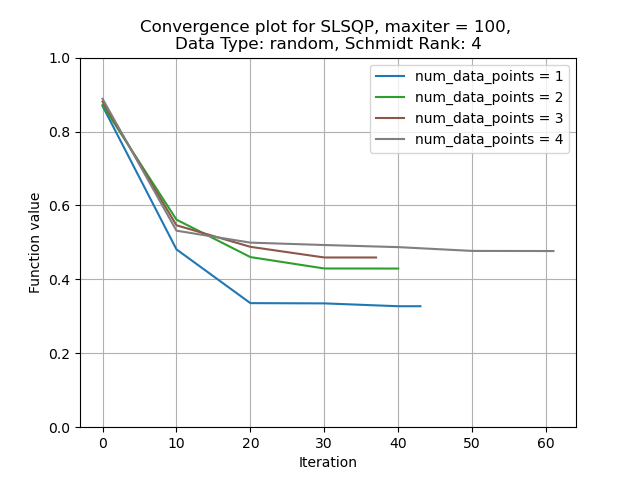 Convergence plot for SLSQP, maxiter = 100,
Data Type: random, Schmidt Rank: 4
num_data_points = 1
num_data_points = 2
num_data_points = 3
num_data_points = 4
Function value
1.0
0.8
0.6
0.4
0.2
0.0
0 10 20 30 40 50 60
Iteration